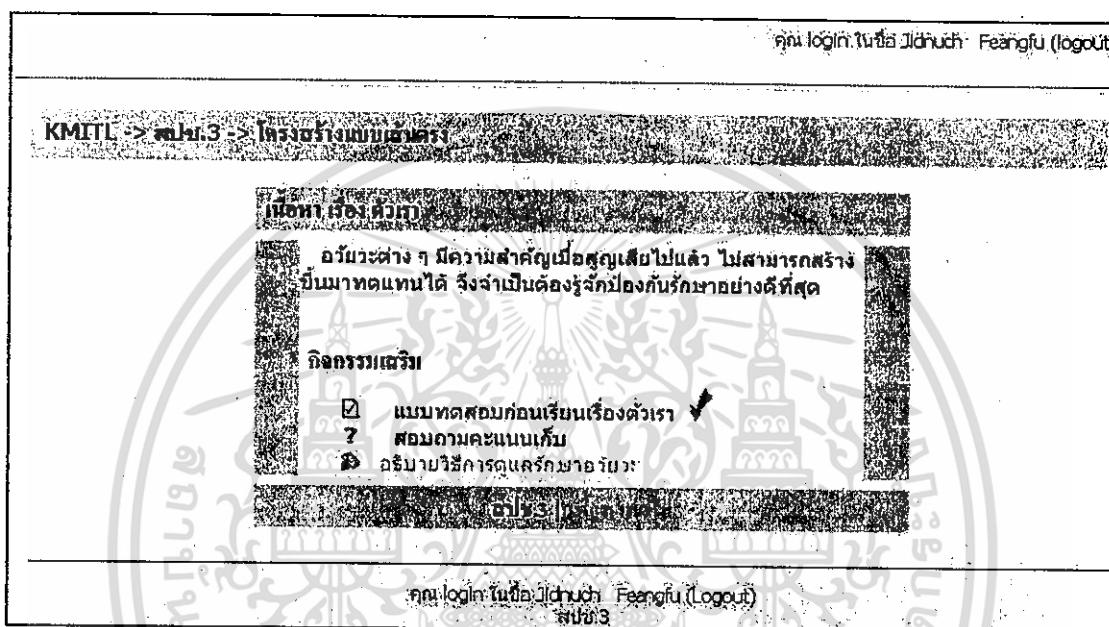 คุณ login ในชื่อ Jidnuch Feangfu (logout)
KMITL -> สปช.3 -> โครงสร้างแบบเส้นตรง
เนื้อหา เรื่อง ตัวเรา
อวัยวะต่าง ๆ มีความสำคัญเมื่อสูญเสียไปแล้ว ไม่สามารถสร้าง
ขึ้นมาทดแทนได้ จึงจำเป็นต้องรู้จักป้องกันรักษาอย่างดีที่สุด
กิจกรรมเสริม
แบบทดสอบก่อนเรียนเรื่องตัวเรา
? สอบถามคะแนนเก็บ
อธิบายวิธีการดูแลรักษาอวัยวะ
สปช.3 |
คุณ login ในชื่อ Jidnuch Feangfu (Logout)
สปช.3